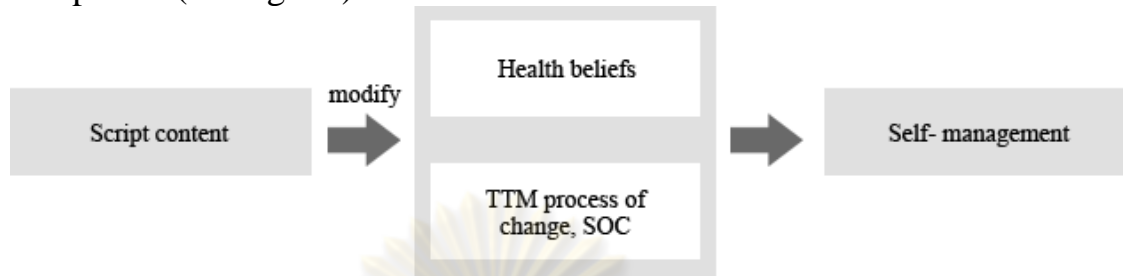 Health beliefs
modify
Script content
Self- management
TTM process of
change, SOC